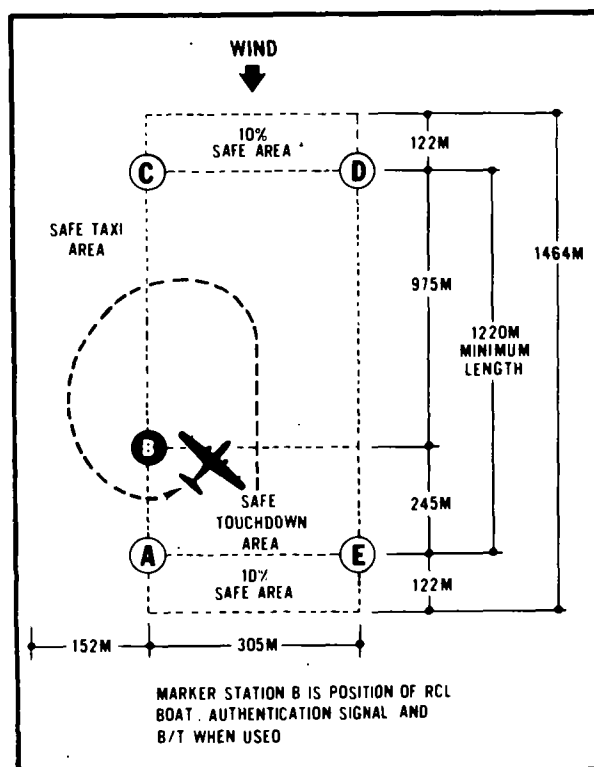 WIND
10%
SAFE AREA
122M
C
D
SAFE TAXI
AREA
1464M
975M
1220M
MINIMUM
LENGTH
B
245M
SAFE
TOUCHDOWN
AREA
A
E
10%
SAFE AREA
122M
152M
305M
MARKER STATION B IS POSITION OF RCL
BOAT. AUTHENTICATION SIGNAL AND
B/T WHEN USED